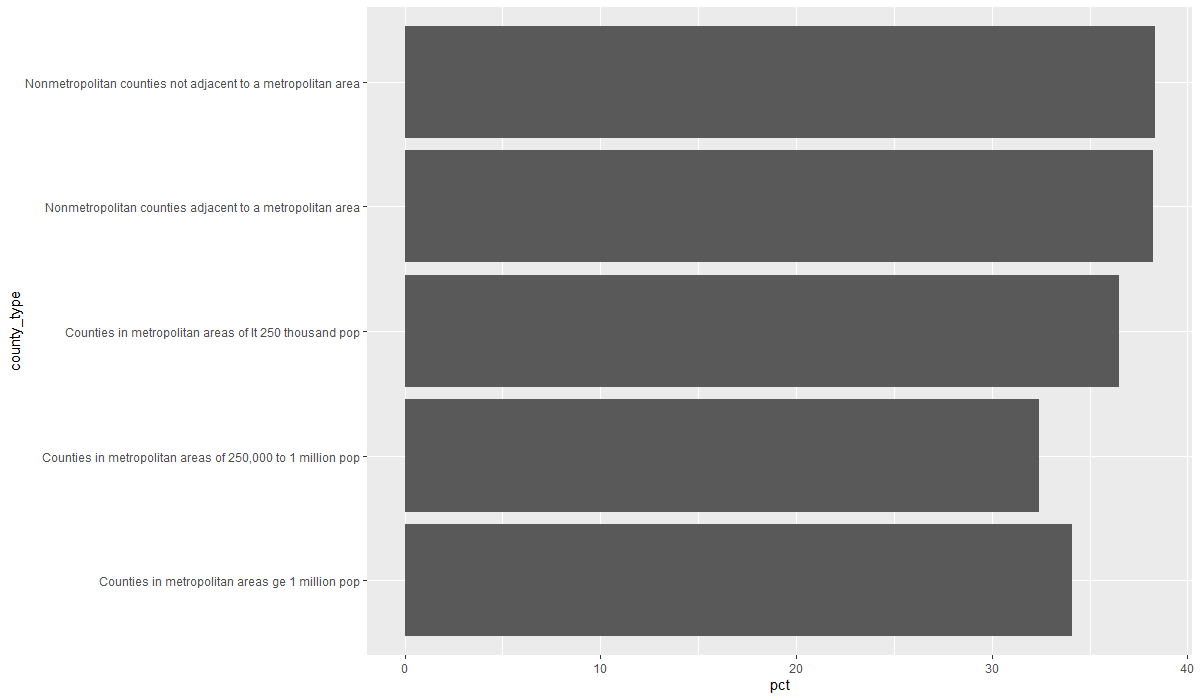 Nonmetropolitan counties not adjacent to a metropolitan area
Nonmetropolitan counties adjacent to a metropolitan area
county_type
Counties in metropolitan areas of lt 250 thousand pop
Counties in metropolitan areas of 250,000 to 1 million pop
Counties in metropolitan areas ge 1 million pop
0 10 20 30 40
pct